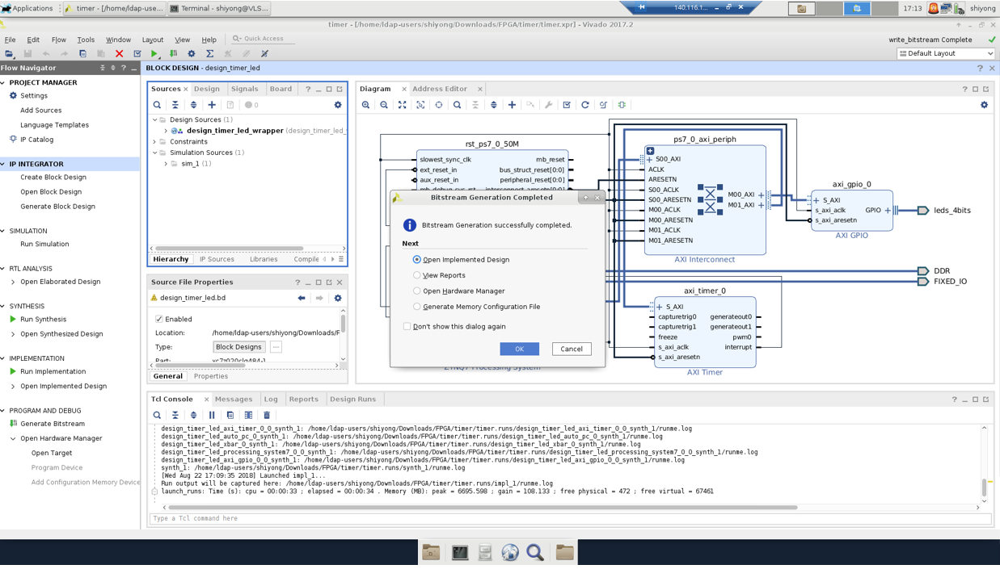 Applications
timer - [/home/ldap-use...
Terminal - shiyong@VLS...
140.116.1...
17:13
shiyong
timer - [/home/ldap-users/shiyong/Downloads/FPGA/timer/timer.xpr] - Vivado 2017.2
File Edit Flow Tools Window Layout View Help Quick Access
write_bitstream Complete
Default Layout
Flow Navigator
PROJECT MANAGER
Settings
Add Sources
Language Templates
IP Catalog
IP INTEGRATOR
Create Block Design
Open Block Design
Generate Block Design
SIMULATION
Run Simulation
RTL ANALYSIS
Open Elaborated Design
SYNTHESIS
Run Synthesis
Open Synthesized Design
IMPLEMENTATION
Run Implementation
Open Implemented Design
PROGRAM AND DEBUG
Generate Bitstream
Open Hardware Manager
Open Target
Program Device
Add Configuration Memory Device
BLOCK DESIGN - design_timer_led
Sources Design Signals Board
0
Design Sources (1)
design_timer_led_wrapper (design_timer_led_
Constraints
Simulation Sources (1)
sim_1 (1)
Hierarchy IP Sources Libraries Compile
Source File Properties
design_timer_led.bd
Enabled
Location: /home/ldap-users/shiyong/Downloads/F
Type: Block Designs ...
General Properties
Diagram Address Editor
rst_ps7_0_50M
slowest_sync_clk mb_reset
ext_reset_in bus_struct_reset[0:0]
aux_reset_in peripheral_reset[0:0]
ps7_0_axi_periph
S00_AXI
ACLK
ARESETN
S00_ACLK
S00_ARESETN
M00_ACLK
M00_ARESETN
M01_ACLK
M01_ARESETN
M00_AXI
M01_AXI
AXI Interconnect
axi_gpio_0
S_AXI
s_axi_aclk
s_axi_aresetn
GPIO
AXI GPIO
leds_4bits
DDR
FIXED_IO
axi_timer_0
S_AXI
capturetrig0 generateout0
capturetrig1 generateout1
freeze pwm0
s_axi_aclk interrupt
s_axi_aresetn
AXI Timer
Bitstream Generation Completed
Bitstream Generation successfully completed.
Next
Open Implemented Design
View Reports
Open Hardware Manager
Generate Memory Configuration File
Don't show this dialog again
OK Cancel
Tcl Console Messages Log Reports Design Runs
design_timer_led_axi_timer_0_0_synth_1: /home/ldap-users/shiyong/Downloads/FPGA/timer/timer.runs/design_timer_led_axi_timer_0_0_synth_1/runme.log
design_timer_led_auto_pc_0_synth_1: /home/ldap-users/shiyong/Downloads/FPGA/timer/timer.runs/design_timer_led_auto_pc_0_synth_1/runme.log
design_timer_led_xbar_0_synth_1: /home/ldap-users/shiyong/Downloads/FPGA/timer/timer.runs/design_timer_led_xbar_0_synth_1/runme.log
design_timer_led_processing_system7_0_0_synth_1: /home/ldap-users/shiyong/Downloads/FPGA/timer/timer.runs/design_timer_led_processing_system7_0_0_synth_1/runme.log
design_timer_led_axi_gpio_0_0_synth_1: /home/ldap-users/shiyong/Downloads/FPGA/timer/timer.runs/design_timer_led_axi_gpio_0_0_synth_1/runme.log
synth_1: /home/ldap-users/shiyong/Downloads/FPGA/timer/timer.runs/synth_1/runme.log
[Wed Aug 22 17:09:35 2018] Launched impl_1...
Run output will be captured here: /home/ldap-users/shiyong/Downloads/FPGA/timer/timer.runs/impl_1/runme.log
launch_runs: Time (s): cpu = 00:00:33 ; elapsed = 00:00:34 . Memory (MB): peak = 6695.598 ; gain = 108.133 ; free physical = 472 ; free virtual = 67461
Type a Tcl command here